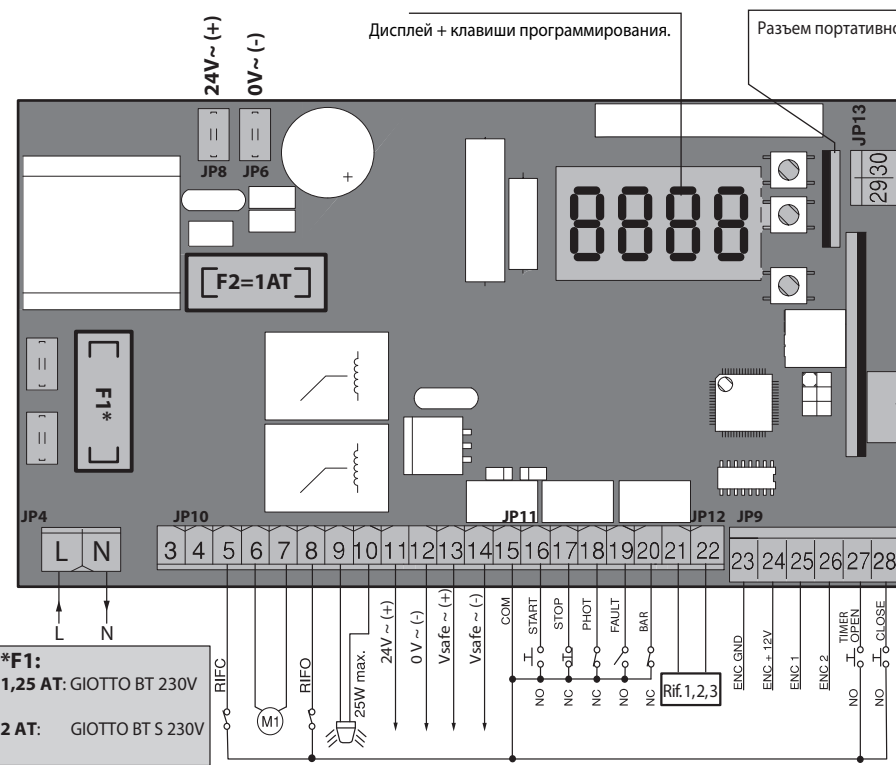 Дисплей + клавиши программирования.
Разъем портативно
24V~ (+)
0V~ (-)
JP8
JP6
JP13
29 30
F2=1AT
F1*
JP4
JP10
JP11
JP12
JP9
L N
3 4 5 6 7 8 9 10 11 12 13 14 15 16 17 18 19 20 21 22
23 24 25 26 27 28
L
N
RIFC
M1
RIFO
25W max.
24V ~ (+)
0 V ~ (-)
Vsafe ~ (+)
Vsafe ~ (-)
COM
START
STOP
PHOT
FAULT
BAR
NO
NC
NC
NO
NC
Rif. 1, 2, 3
ENC GND
ENC + 12V
ENC 1
ENC 2
TIMER
OPEN
CLOSE
NO
NO
*F1:
1,25 AT: GIOTTO BT 230V
2 AT: GIOTTO BT S 230V